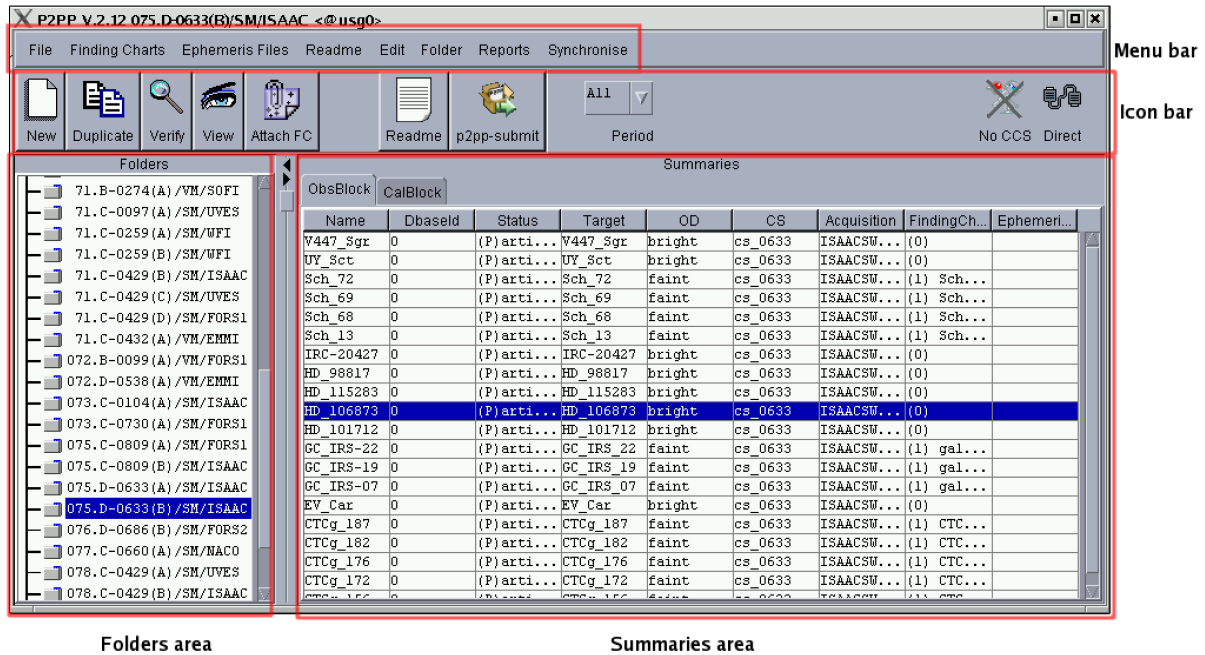 P2PP V.2.12 075.D-0633(B)/SM/ISAAC <@usg0>
File Finding Charts Ephemeris Files Readme Edit Folder Reports Synchronise
Menu bar
All
New Duplicate Verify View Attach FC Readme p2pp-submit Period No CCS Direct
Icon bar
Folders
71.B-0274(A)/VM/SOFI
71.C-0097(A)/SM/UVES
71.C-0259(A)/SM/WFI
71.C-0259(B)/SM/WFI
71.C-0429(A)/SM/ISAAC
71.C-0429(C)/SM/UVES
71.C-0429(D)/SM/FORS1
71.C-0432(A)/VM/EMMI
072.B-0099(A)/VM/FORS1
072.D-0538(A)/VM/EMMI
073.C-0104(A)/SM/ISAAC
073.C-0730(A)/SM/FORS1
075.C-0809(A)/SM/FORS1
075.C-0809(B)/SM/ISAAC
075.D-0633(A)/SM/ISAAC
075.D-0633(B)/SM/ISAAC
076.D-0686(B)/SM/FORS2
077.C-0660(A)/SM/NACO
078.C-0429(A)/SM/UVES
078.C-0429(B)/SM/ISAAC
Summaries
ObsBlock CalBlock
Name DbaseId Status Target OD CS Acquisition FindingCh... Ephemeri...
V447_Sgr 0 (P)arti... V447_Sgr bright cs_0633 ISAACSW... (0)
UY_Sct 0 (P)arti... UY_Sct bright cs_0633 ISAACSW... (0)
Sch_72 0 (P)arti... Sch_72 faint cs_0633 ISAACSW... (1) Sch...
Sch_69 0 (P)arti... Sch_69 faint cs_0633 ISAACSW... (1) Sch...
Sch_68 0 (P)arti... Sch_68 faint cs_0633 ISAACSW... (1) Sch...
Sch_13 0 (P)arti... Sch_13 faint cs_0633 ISAACSW... (1) Sch...
IRC-20427 0 (P)arti... IRC-20427 bright cs_0633 ISAACSW... (0)
HD_98817 0 (P)arti... HD_98817 bright cs_0633 ISAACSW... (0)
HD_115283 0 (P)arti... HD_115283 bright cs_0633 ISAACSW... (0)
HD_106873 0 (P)arti... HD_106873 bright cs_0633 ISAACSW... (0)
HD_101712 0 (P)arti... HD_101712 bright cs_0633 ISAACSW... (0)
GC_IRS-22 0 (P)arti... GC_IRS_22 faint cs_0633 ISAACSW... (1) gal...
GC_IRS-19 0 (P)arti... GC_IRS_19 faint cs_0633 ISAACSW... (1) gal...
GC_IRS-07 0 (P)arti... GC_IRS_07 faint cs_0633 ISAACSW... (1) gal...
EV_Car 0 (P)arti... EV_Car bright cs_0633 ISAACSW... (0)
CTCg_187 0 (P)arti... CTCg_187 faint cs_0633 ISAACSW... (1) CTC...
CTCg_182 0 (P)arti... CTCg_182 faint cs_0633 ISAACSW... (1) CTC...
CTCg_176 0 (P)arti... CTCg_176 faint cs_0633 ISAACSW... (1) CTC...
CTCg_172 0 (P)arti... CTCg_172 faint cs_0633 ISAACSW... (1) CTC...
Folders area
Summaries area